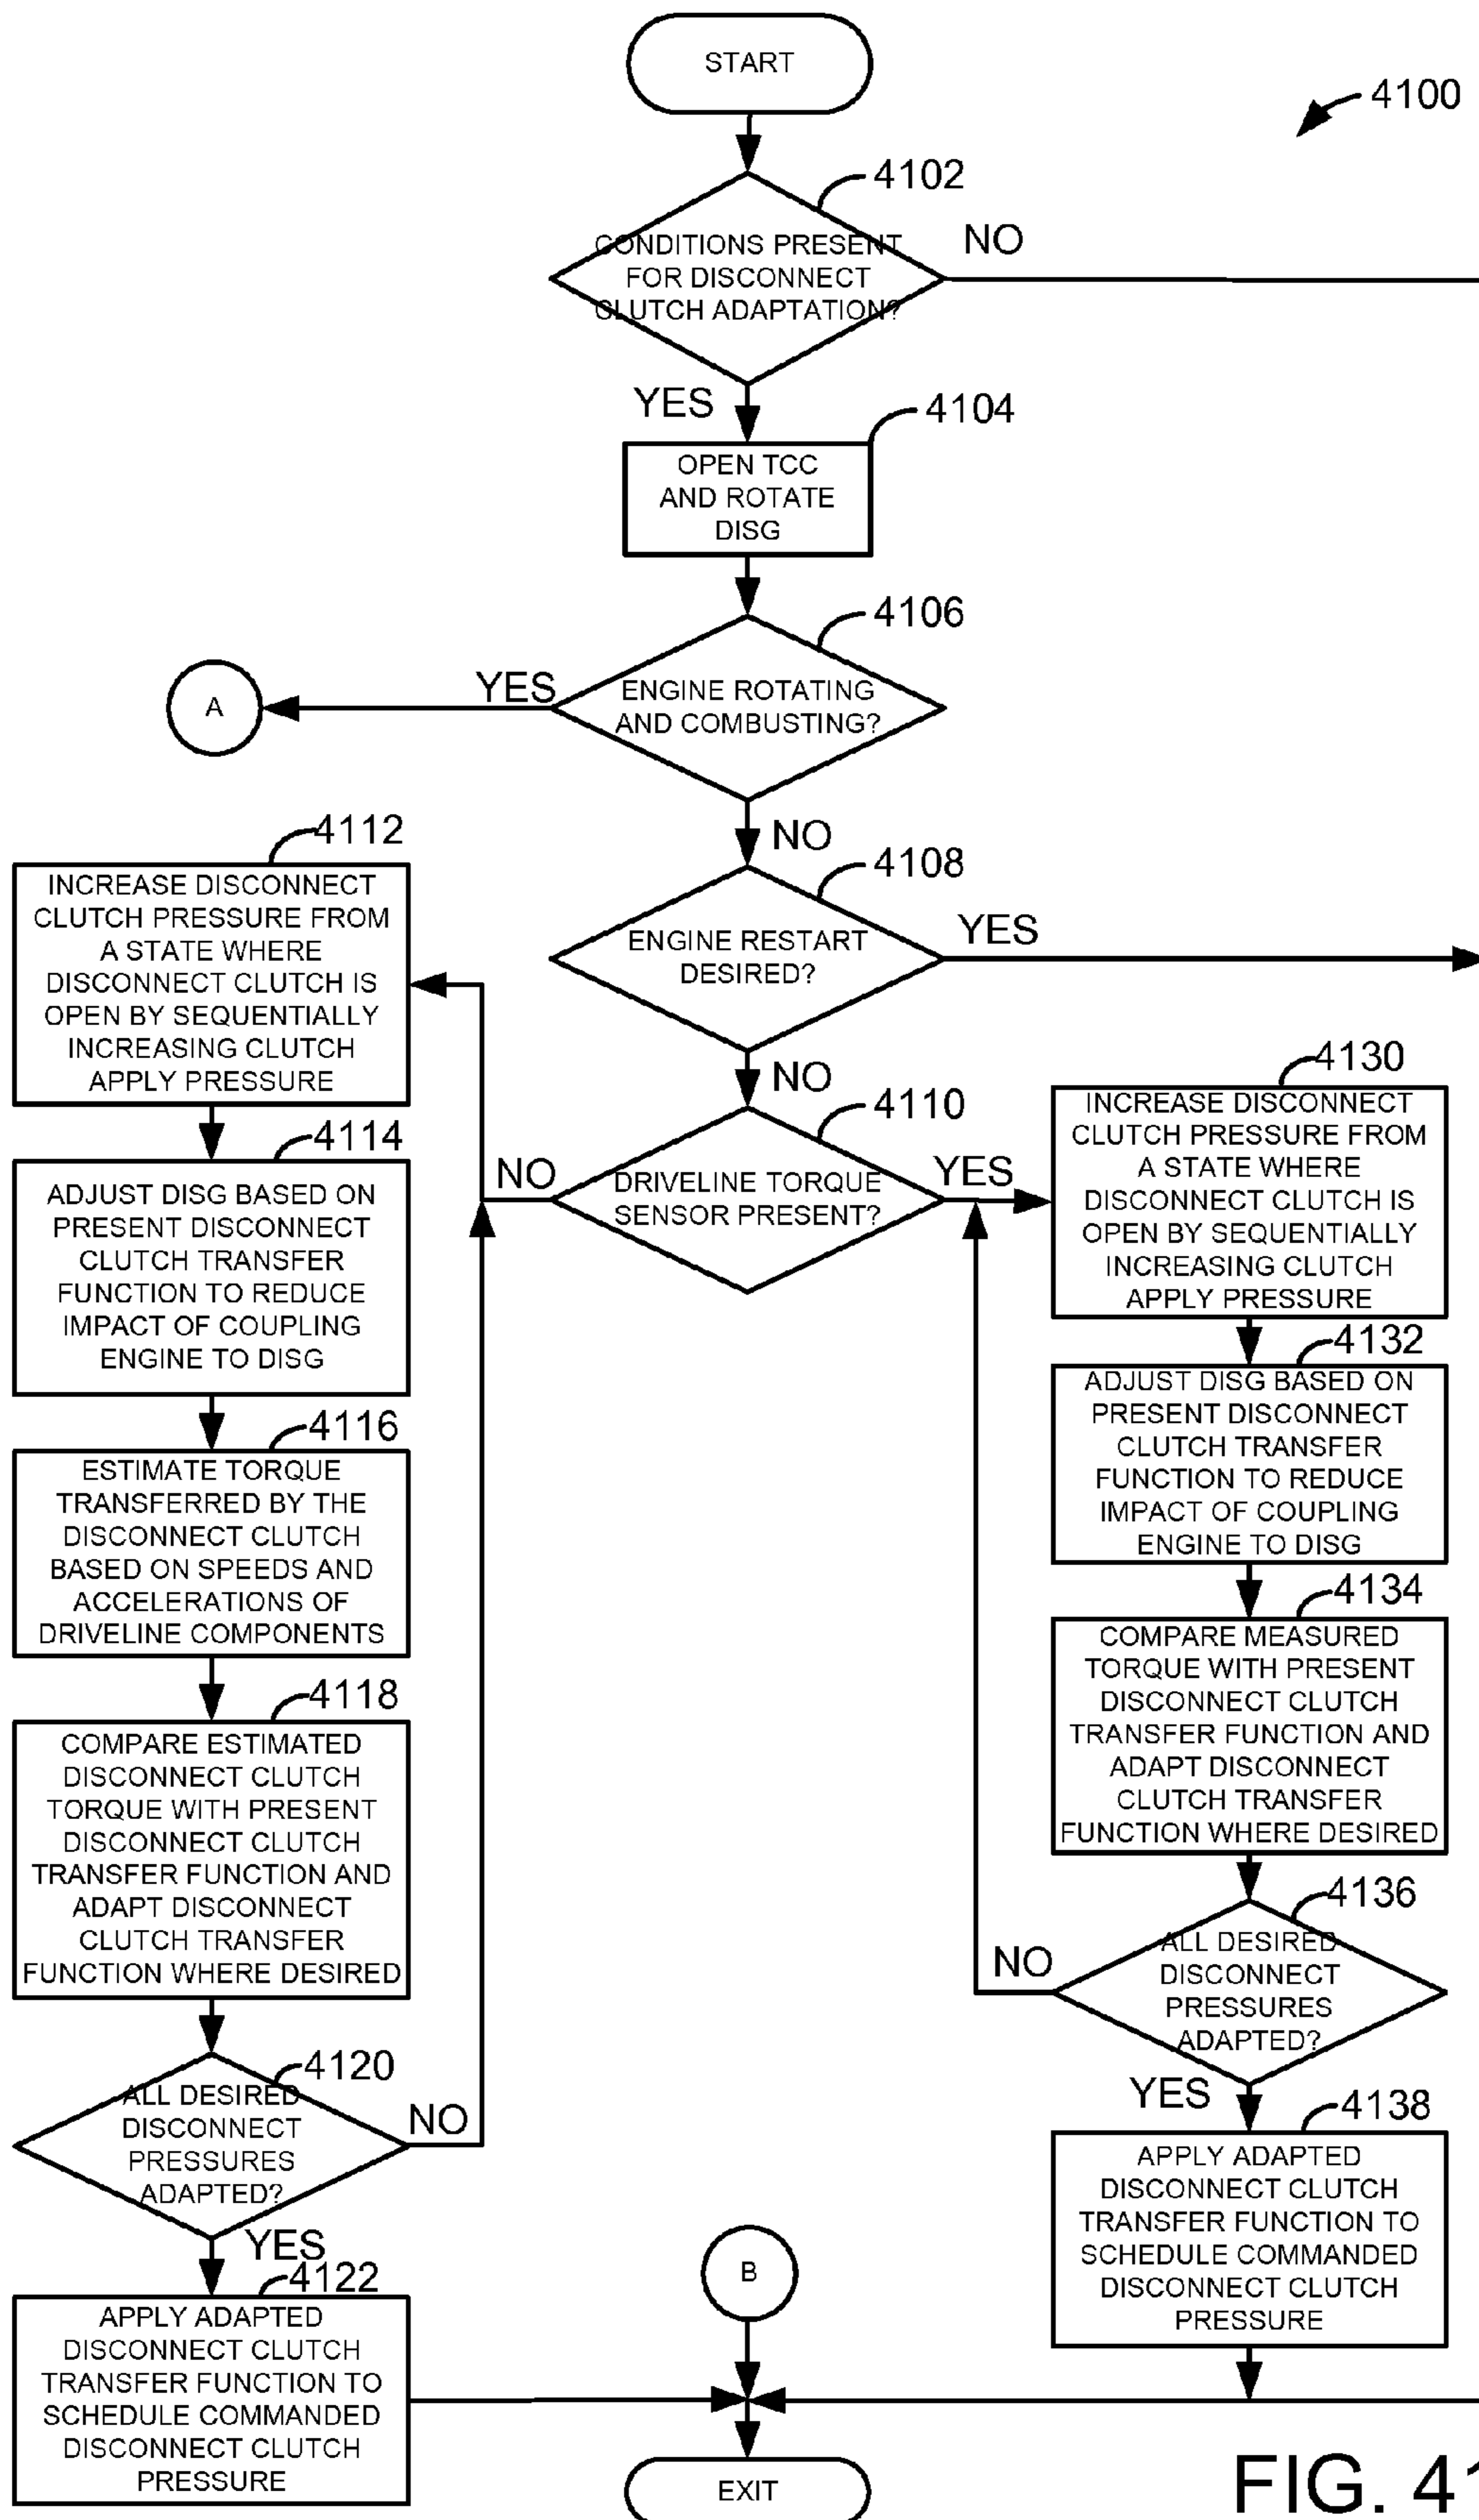 START
4100
4102
CONDITIONS PRESENT
FOR DISCONNECT
CLUTCH ADAPTATION?
NO
YES
4104
OPEN TCC
AND ROTATE
DISG
4106
ENGINE ROTATING
AND COMBUSTING?
YES
A
NO
4108
ENGINE RESTART
DESIRED?
YES
NO
4110
DRIVELINE TORQUE
SENSOR PRESENT?
NO
YES
4112
INCREASE DISCONNECT
CLUTCH PRESSURE FROM
A STATE WHERE
DISCONNECT CLUTCH IS
OPEN BY SEQUENTIALLY
INCREASING CLUTCH
APPLY PRESSURE
4114
ADJUST DISG BASED ON
PRESENT DISCONNECT
CLUTCH TRANSFER
FUNCTION TO REDUCE
IMPACT OF COUPLING
ENGINE TO DISG
4116
ESTIMATE TORQUE
TRANSFERRED BY THE
DISCONNECT CLUTCH
BASED ON SPEEDS AND
ACCELERATIONS OF
DRIVELINE COMPONENTS
4118
COMPARE ESTIMATED
DISCONNECT CLUTCH
TORQUE WITH PRESENT
DISCONNECT CLUTCH
TRANSFER FUNCTION AND
ADAPT DISCONNECT
CLUTCH TRANSFER
FUNCTION WHERE DESIRED
4120
ALL DESIRED
DISCONNECT
PRESSURES
ADAPTED?
NO
YES
4122
APPLY ADAPTED
DISCONNECT CLUTCH
TRANSFER FUNCTION TO
SCHEDULE COMMANDED
DISCONNECT CLUTCH
PRESSURE
4130
INCREASE DISCONNECT
CLUTCH PRESSURE FROM
A STATE WHERE
DISCONNECT CLUTCH IS
OPEN BY SEQUENTIALLY
INCREASING CLUTCH
APPLY PRESSURE
4132
ADJUST DISG BASED ON
PRESENT DISCONNECT
CLUTCH TRANSFER
FUNCTION TO REDUCE
IMPACT OF COUPLING
ENGINE TO DISG
4134
COMPARE MEASURED
TORQUE WITH PRESENT
DISCONNECT CLUTCH
TRANSFER FUNCTION AND
ADAPT DISCONNECT
CLUTCH TRANSFER
FUNCTION WHERE DESIRED
4136
ALL DESIRED
DISCONNECT
PRESSURES
ADAPTED?
NO
YES
4138
APPLY ADAPTED
DISCONNECT CLUTCH
TRANSFER FUNCTION TO
SCHEDULE COMMANDED
DISCONNECT CLUTCH
PRESSURE
B
EXIT
FIG. 41